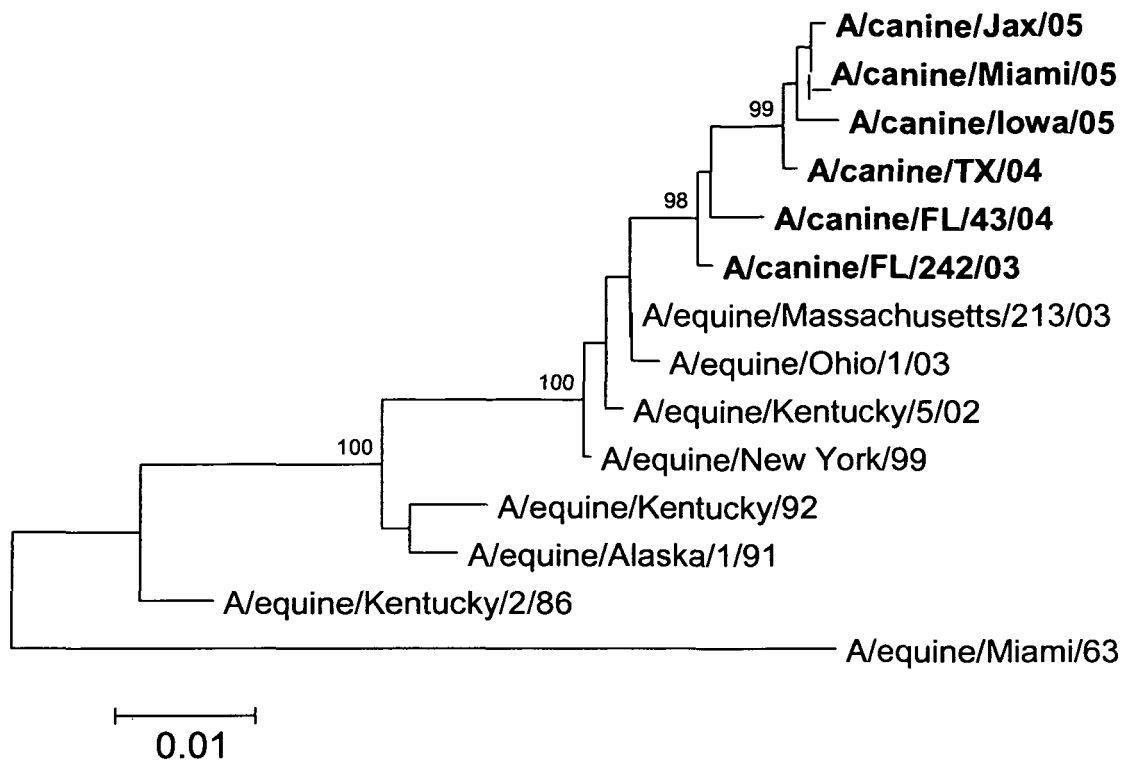 A/canine/Jax/05
A/canine/Miami/05
99
A/canine/Iowa/05
A/canine/TX/04
98
A/canine/FL/43/04
A/canine/FL/242/03
A/equine/Massachusetts/213/03
A/equine/Ohio/1/03
100
A/equine/Kentucky/5/02
100
A/equine/New York/99
A/equine/Kentucky/92
A/equine/Alaska/1/91
A/equine/Kentucky/2/86
A/equine/Miami/63
0.01